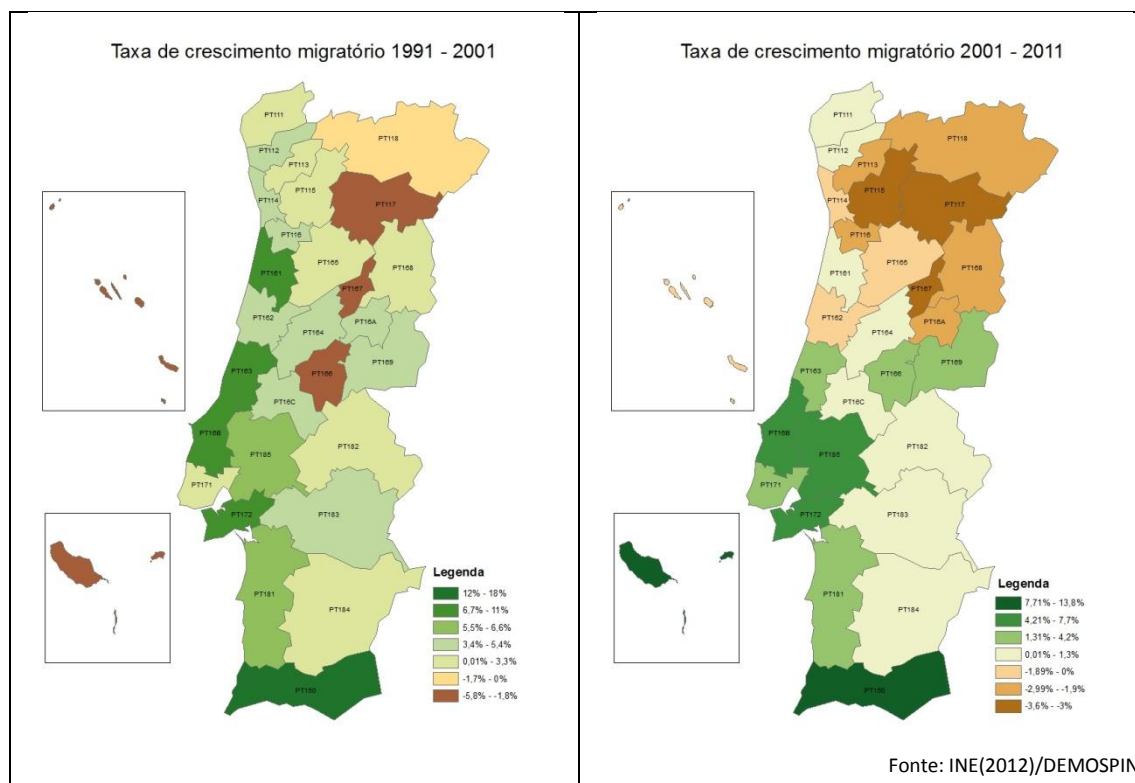 Taxa de crescimento migratório 1991 - 2001
PT111
PT118
PT112
PT113
PT115
PT114
PT117
PT116
PT161
PT165
PT168
PT167
PT162
PT164
PT16A
PT163
PT166
PT169
PT16C
PT16B
PT185
PT182
PT171
PT172
PT183
PT181
PT184
PT150
Legenda
12% - 18%
6,7% - 11%
5,5% - 6,6%
3,4% - 5,4%
0,01% - 3,3%
-1,7% - 0%
-5,8% - -1,8%
Taxa de crescimento migratório 2001 - 2011
PT111
PT118
PT112
PT113
PT115
PT114
PT117
PT116
PT161
PT165
PT168
PT167
PT162
PT164
PT16A
PT163
PT166
PT169
PT16C
PT16B
PT185
PT182
PT171
PT172
PT183
PT181
PT184
PT150
Legenda
7,71% - 13,8%
4,21% - 7,7%
1,31% - 4,2%
0,01% - 1,3%
-1,89% - 0%
-2,99% - -1,9%
-3,6% - -3%
Fonte: INE(2012)/DEMOSPIN